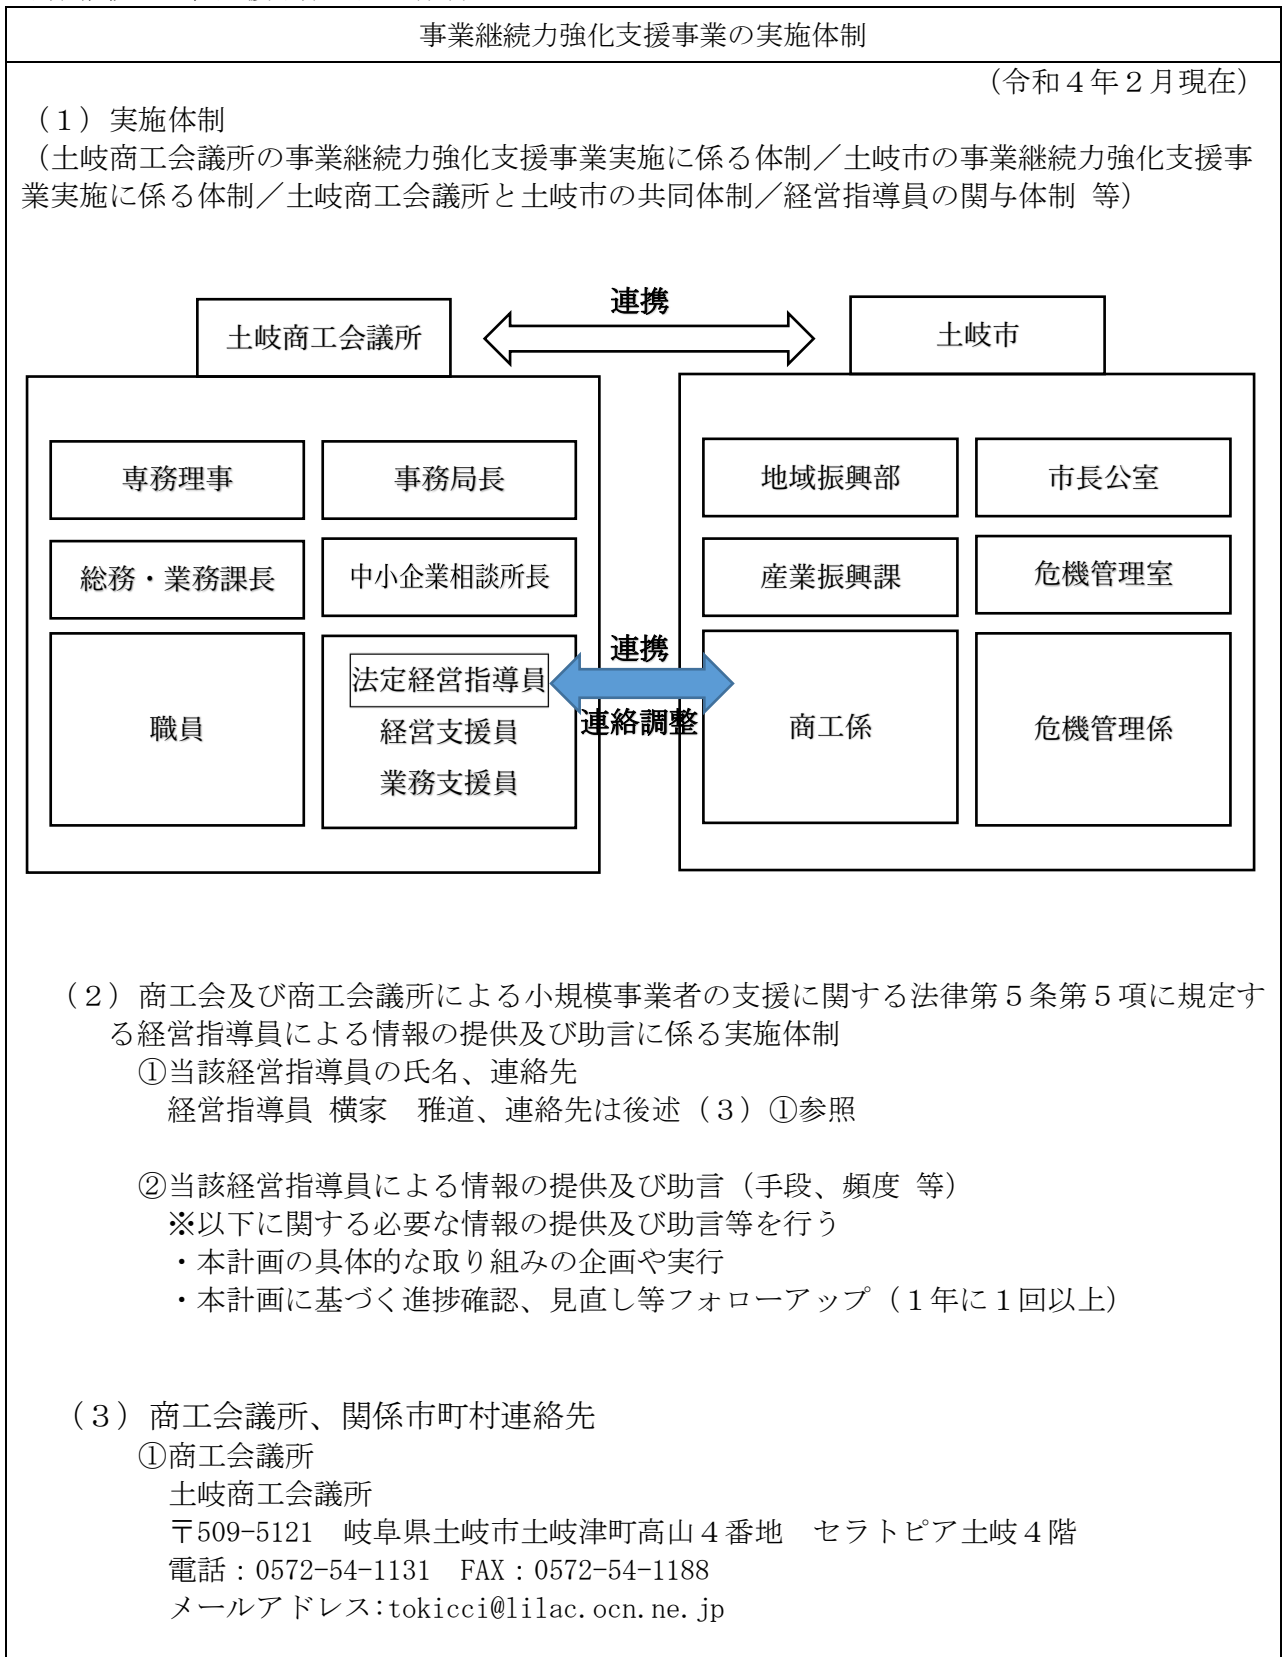 事業継続力強化支援事業の実施体制
（令和４年２月現在）
（１）実施体制
（土岐商工会議所の事業継続力強化支援事業実施に係る体制／土岐市の事業継続力強化支援事
業実施に係る体制／土岐商工会議所と土岐市の共同体制／経営指導員の関与体制 等）
連携
土岐商工会議所
土岐市
専務理事
事務局長
地域振興部
市長公室
総務・業務課長
中小企業相談所長
産業振興課
危機管理室
職員
法定経営指導員
経営支援員
業務支援員
連携
連絡調整
商工係
危機管理係
（２）商工会及び商工会議所による小規模事業者の支援に関する法律第５条第５項に規定す
る経営指導員による情報の提供及び助言に係る実施体制
①当該経営指導員の氏名、連絡先
経営指導員 横家　雅道、連絡先は後述（３）①参照
②当該経営指導員による情報の提供及び助言（手段、頻度 等）
※以下に関する必要な情報の提供及び助言等を行う
・本計画の具体的な取り組みの企画や実行
・本計画に基づく進捗確認、見直し等フォローアップ（１年に１回以上）
（３）商工会議所、関係市町村連絡先
①商工会議所
土岐商工会議所
〒509-5121　岐阜県土岐市土岐津町高山４番地　セラトピア土岐４階
電話：0572-54-1131　FAX：0572-54-1188
メールアドレス：tokicci@lilac.ocn.ne.jp